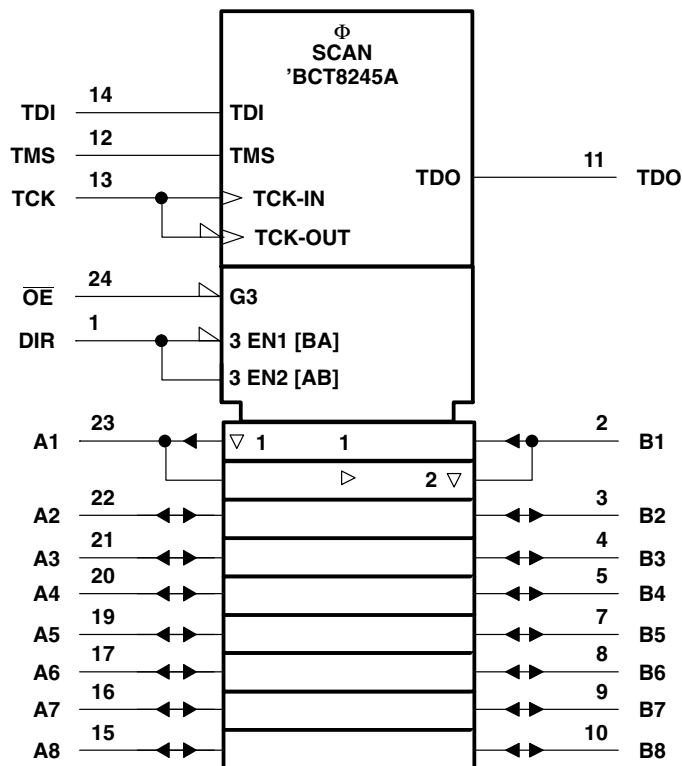 Φ
SCAN
'BCT8245A
TDI 14 TDI
TMS 12 TMS
TDO 11 TDO
TCK 13 TCK-IN
TCK-OUT
OE 24 G3
DIR 1 3 EN1 [BA]
3 EN2 [AB]
A1 23 1 1 2 B1
2
A2 22 3 B2
A3 21 4 B3
A4 20 5 B4
A5 19 7 B5
A6 17 8 B6
A7 16 9 B7
A8 15 10 B8